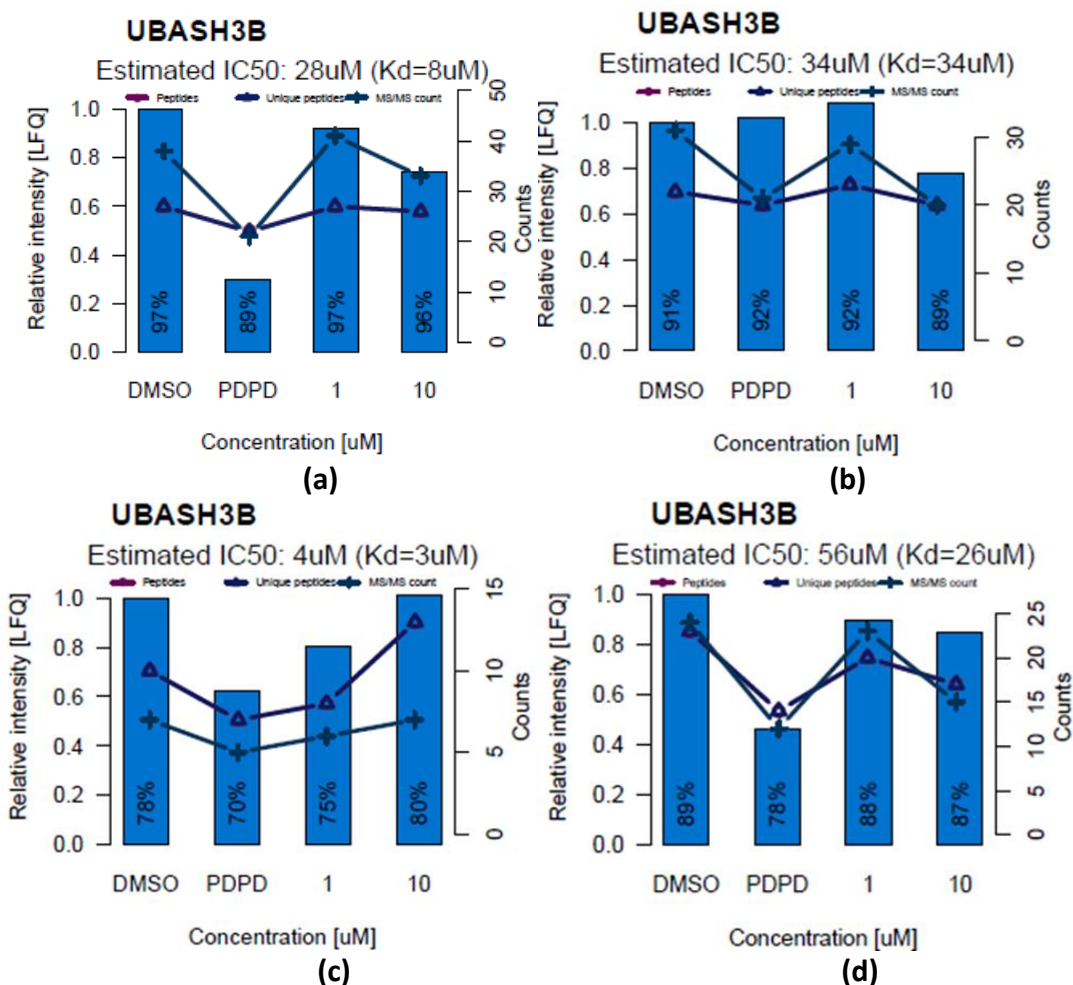 UBASH3B
Estimated IC50: 28uM (Kd=8uM)
Peptides Unique peptides MS/MS count
Relative intensity [LFQ]
1.0
0.8
0.6
0.4
0.2
0.0
97%
89%
97%
96%
50
40
30
20
10
0
Counts
DMSO PDPD 1 10
Concentration [uM]
(a)
UBASH3B
Estimated IC50: 34uM (Kd=34uM)
Peptides Unique peptides MS/MS count
Relative intensity [LFQ]
1.0
0.8
0.6
0.4
0.2
0.0
91%
92%
92%
89%
30
20
10
0
Counts
DMSO PDPD 1 10
Concentration [uM]
(b)
UBASH3B
Estimated IC50: 4uM (Kd=3uM)
Peptides Unique peptides MS/MS count
Relative intensity [LFQ]
1.0
0.8
0.6
0.4
0.2
0.0
78%
70%
75%
80%
15
10
5
0
Counts
DMSO PDPD 1 10
Concentration [uM]
(c)
UBASH3B
Estimated IC50: 56uM (Kd=26uM)
Peptides Unique peptides MS/MS count
Relative intensity [LFQ]
1.0
0.8
0.6
0.4
0.2
0.0
89%
78%
88%
87%
25
20
15
10
5
0
Counts
DMSO PDPD 1 10
Concentration [uM]
(d)